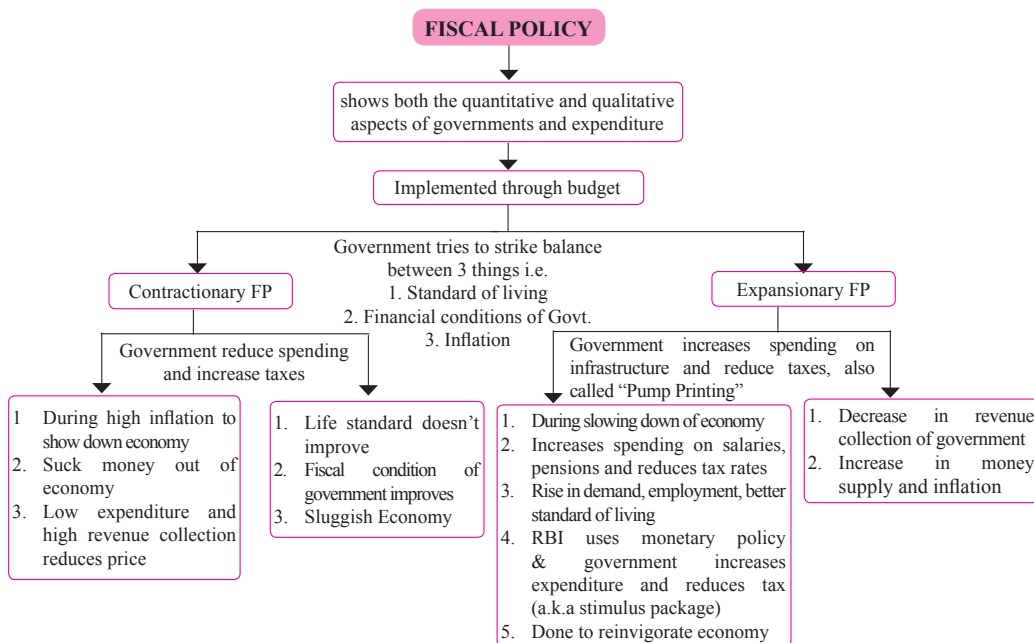 FISCAL POLICY
shows both the quantitative and qualitative
aspects of governments and expenditure
Implemented through budget
Government tries to strike balance
between 3 things i.e.
1. Standard of living
2. Financial conditions of Govt.
3. Inflation
Contractionary FP
Expansionary FP
Government reduce spending
and increase taxes
Government increases spending on
infrastructure and reduce taxes, also
called “Pump Printing”
1 During high inflation to
show down economy
2. Suck money out of
economy
3. Low expenditure and
high revenue collection
reduces price
1. Life standard doesn’t
improve
2. Fiscal condition of
government improves
3. Sluggish Economy
1. During slowing down of economy
2. Increases spending on salaries,
pensions and reduces tax rates
3. Rise in demand, employment, better
standard of living
4. RBI uses monetary policy
& government increases
expenditure and reduces tax
(a.k.a stimulus package)
5. Done to reinvigorate economy
1. Decrease in revenue
collection of government
2. Increase in money
supply and inflation